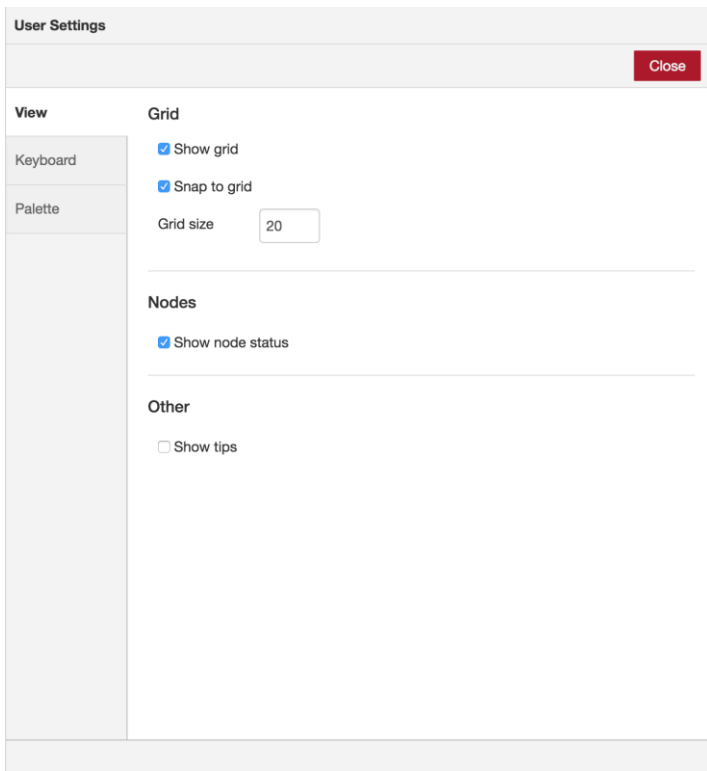 User Settings
Close
View
Keyboard
Palette
Grid
Show grid
Snap to grid
Grid size 20
Nodes
Show node status
Other
Show tips